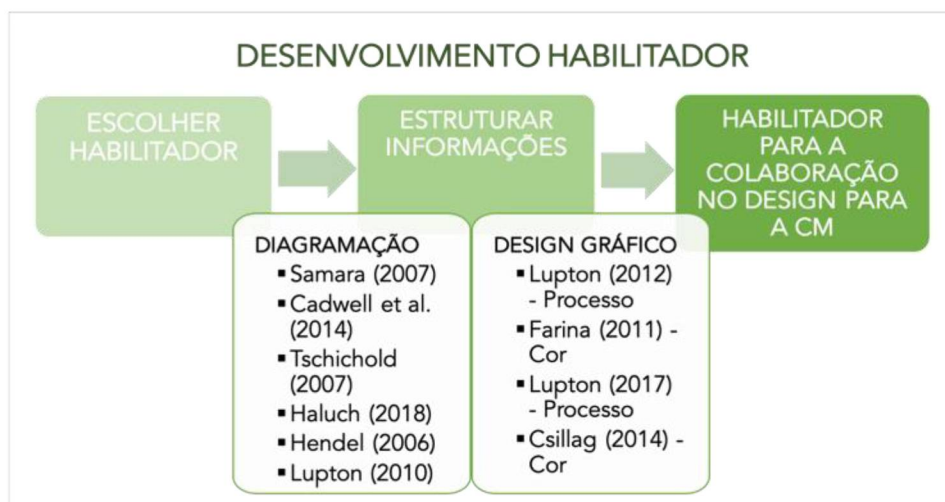 DESENVOLVIMENTO HABILITADOR
ESCOLHER
HABILITADOR
ESTRUTURAR
INFORMAÇÕES
HABILITADOR
PARA A
COLABORAÇÃO
NO DESIGN PARA
A CM
DIAGRAMAÇÃO
▪ Samara (2007)
▪ Cadwell et al.
(2014)
▪ Tschichold
(2007)
▪ Haluch (2018)
▪ Hendel (2006)
▪ Lupton (2010)
DESIGN GRÁFICO
▪ Lupton (2012)
- Processo
▪ Farina (2011) -
Cor
▪ Lupton (2017)
- Processo
▪ Csillag (2014) -
Cor